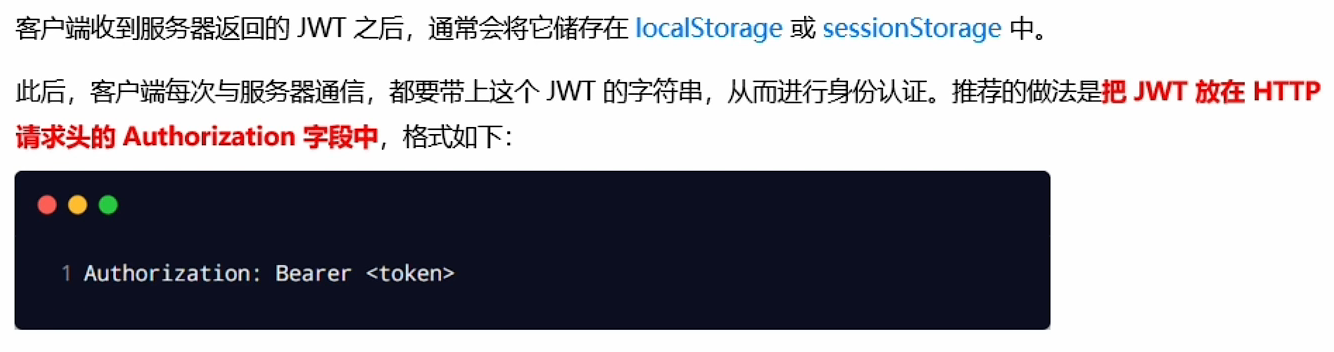 客户端收到服务器返回的 JWT 之后，通常会将它储存在 localStorage 或 sessionStorage 中。
此后，客户端每次与服务器通信，都要带上这个 JWT 的字符串，从而进行身份认证。推荐的做法是把 JWT 放在 HTTP
请求头的 Authorization 字段中，格式如下：
1 Authorization: Bearer <token>